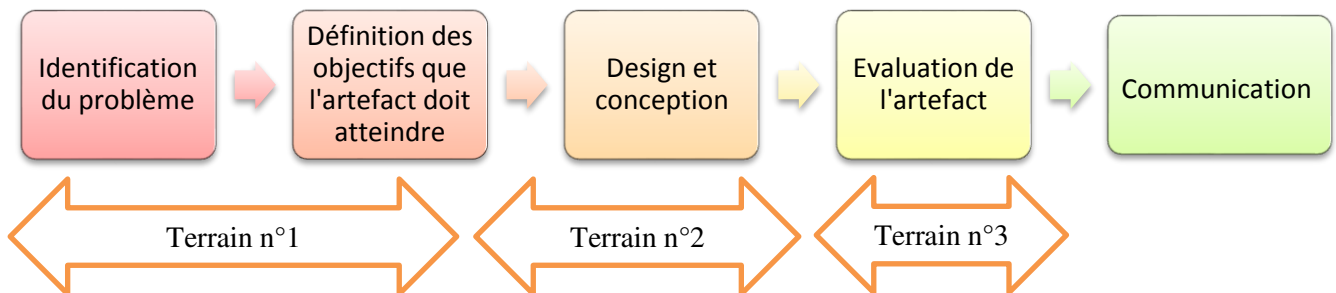 Identification
du problème
Définition des
objectifs que
l'artefact doit
atteindre
Design et
conception
Evaluation de
l'artefact
Communication
Terrain n°1
Terrain n°2
Terrain n°3